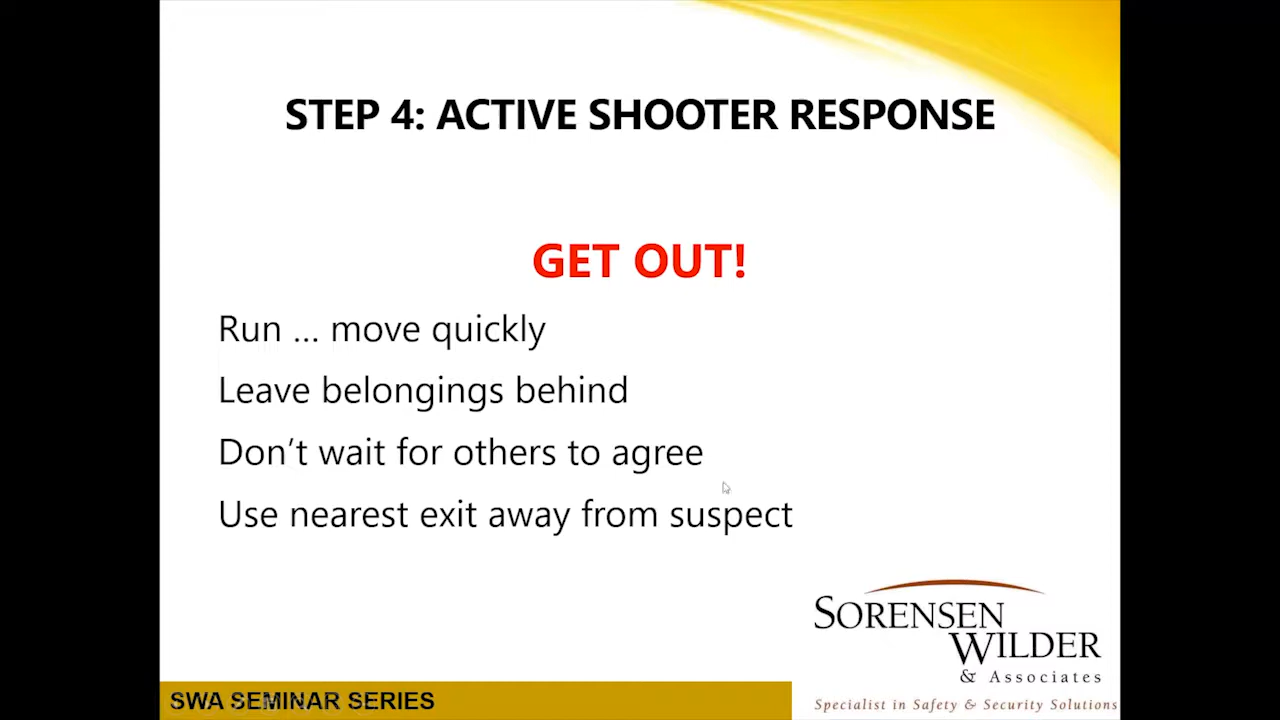 STEP 4: ACTIVE SHOOTER RESPONSE
GET OUT!
Run … move quickly
Leave belongings behind
Don’t wait for others to agree
Use nearest exit away from suspect
SORENSEN
WILDER
& Associates
SWA SEMINAR SERIES
Specialist in Safety & Security Solutions